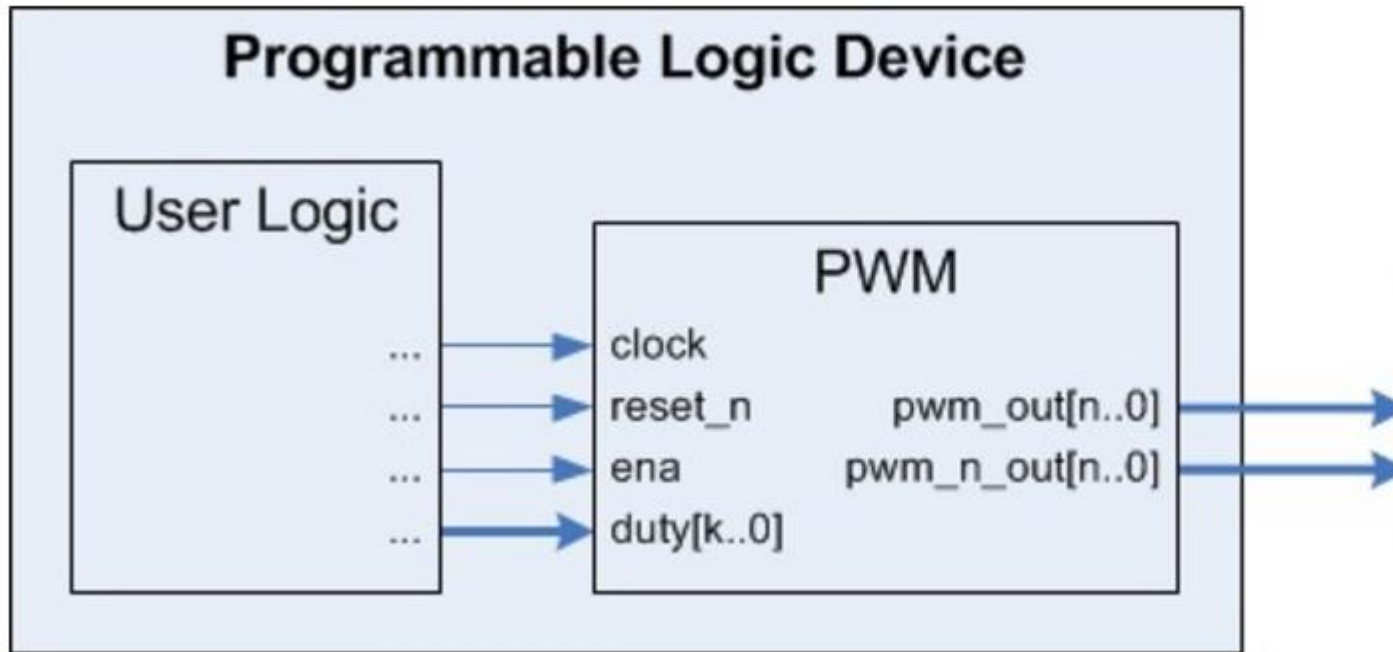 Programmable Logic Device
User Logic
...
...
...
...
PWM
clock
reset_n
ena
duty[k..0]
pwm_out[n..0]
pwm_n_out[n..0]